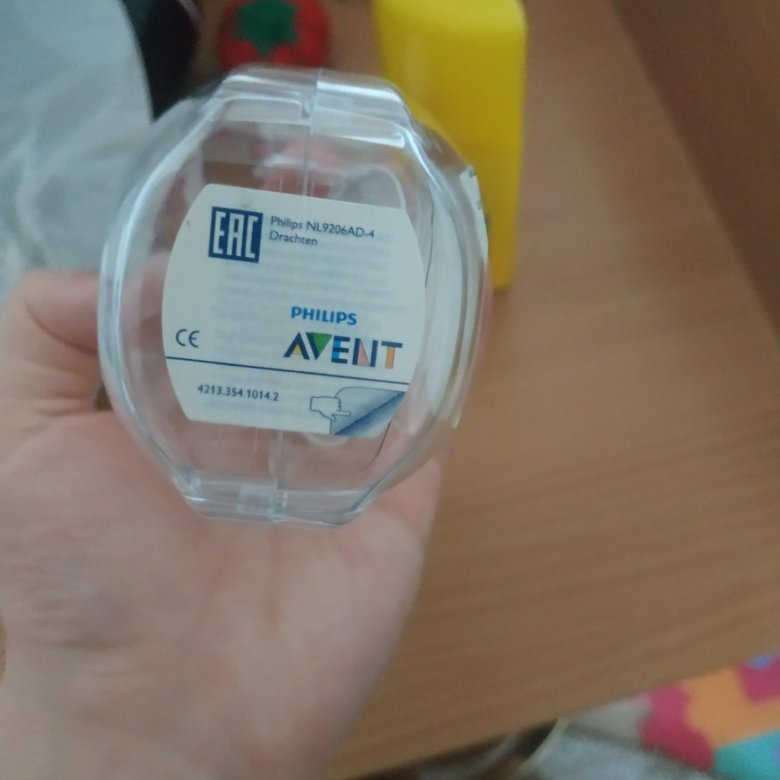 EAC
Philips NL9206AD-4
Drachten
PHILIPS
AVENT
CE
4213.354.1014.2